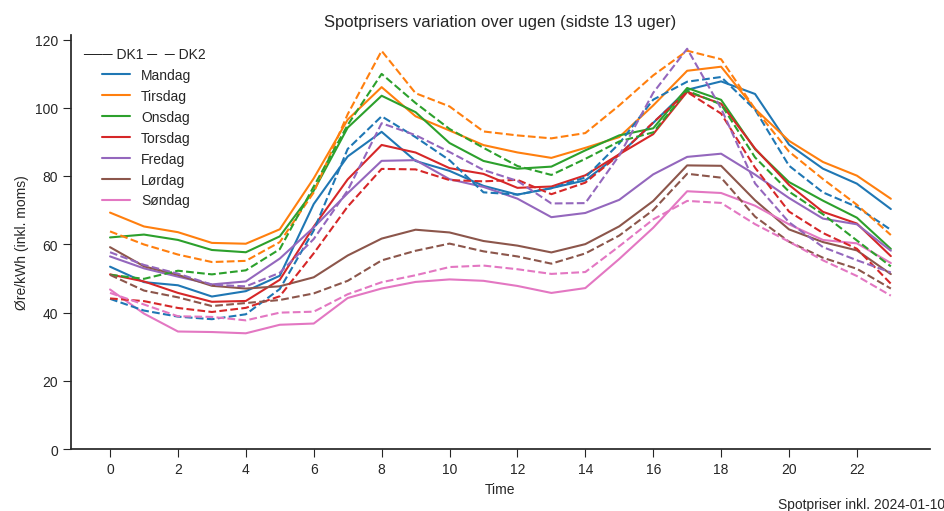 Spotprisers variation over ugen (sidste 13 uger)
DK1 DK2
Mandag
Tirsdag
Onsdag
Torsdag
Fredag
Lørdag
Søndag
Øre/kWh (inkl. moms)
120
100
80
60
40
20
0
0 2 4 6 8 10 12 14 16 18 20 22
Time
Spotpriser inkl. 2024-01-10